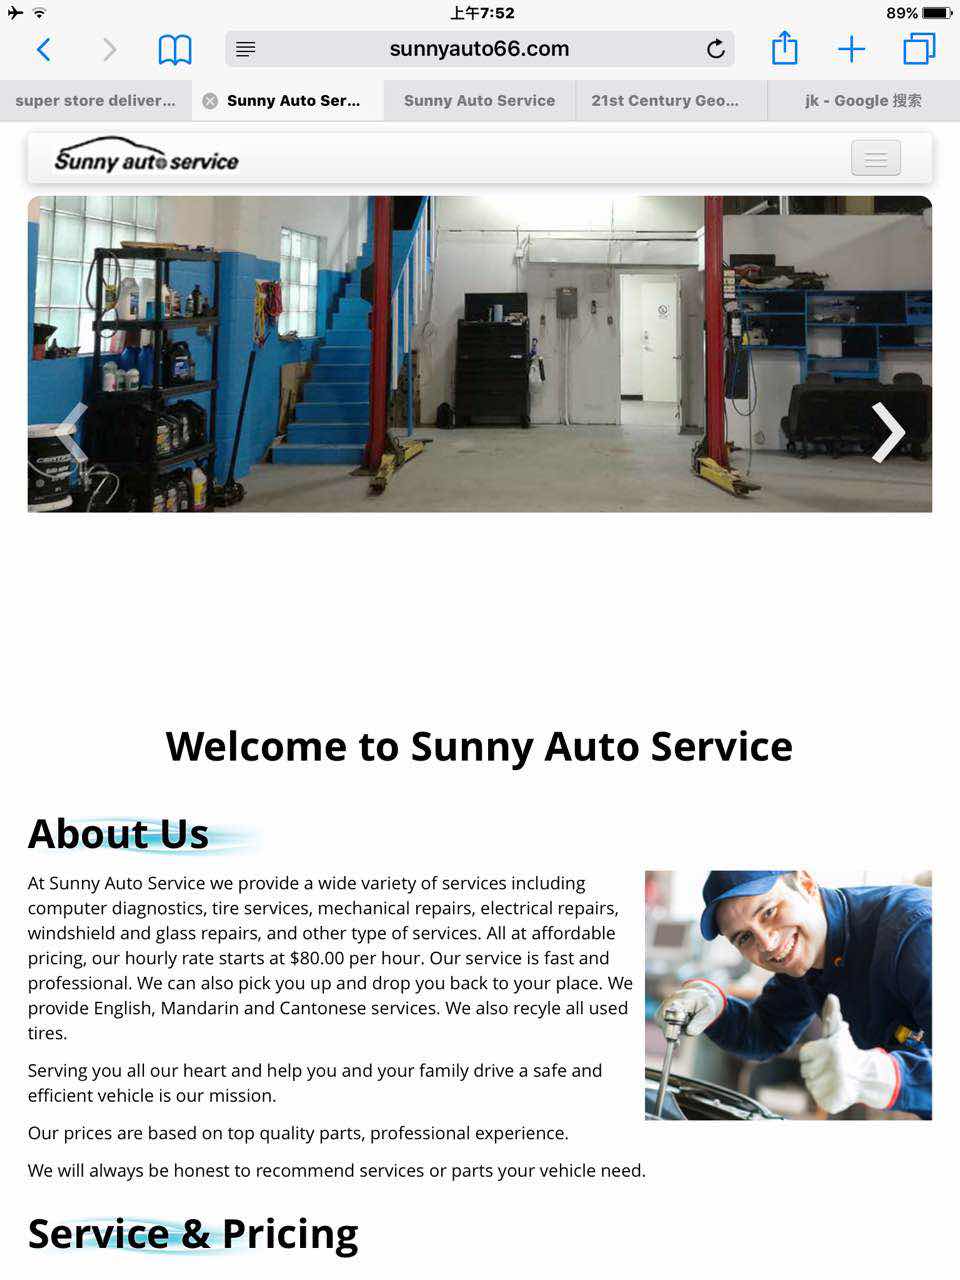 上午7:52
89%
sunnyauto66.com
super store deliver...
Sunny Auto Ser...
Sunny Auto Service
21st Century Geo...
jk - Google 搜索
Sunny auto service
Welcome to Sunny Auto Service
About Us
At Sunny Auto Service we provide a wide variety of services including
computer diagnostics, tire services, mechanical repairs, electrical repairs,
windshield and glass repairs, and other type of services. All at affordable
pricing, our hourly rate starts at $80.00 per hour. Our service is fast and
professional. We can also pick you up and drop you back to your place. We
provide English, Mandarin and Cantonese services. We also recyle all used
tires.
Serving you all our heart and help you and your family drive a safe and
efficient vehicle is our mission.
Our prices are based on top quality parts, professional experience.
We will always be honest to recommend services or parts your vehicle need.
Service & Pricing